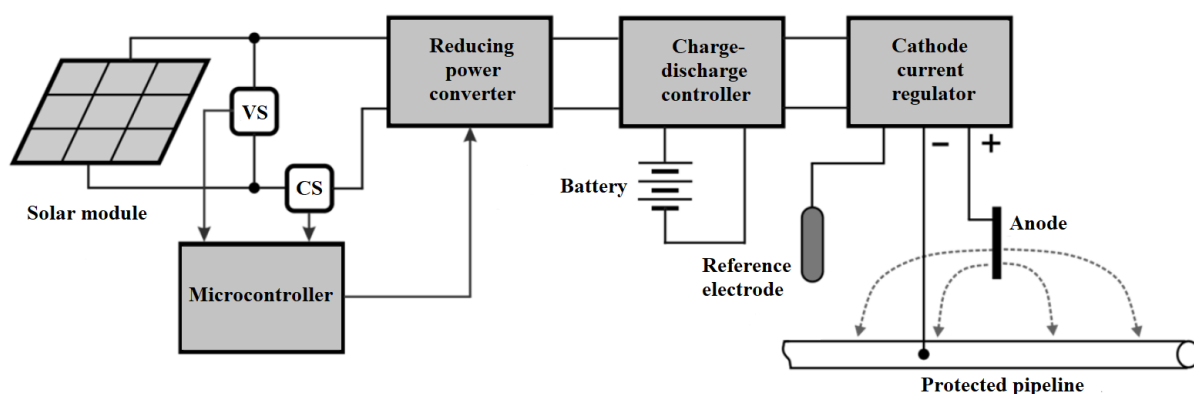 Solar module
VS
CS
Microcontroller
Reducing
power
converter
Charge-
discharge
controller
Battery
Cathode
current
regulator
− +
Reference
electrode
Anode
Protected pipeline